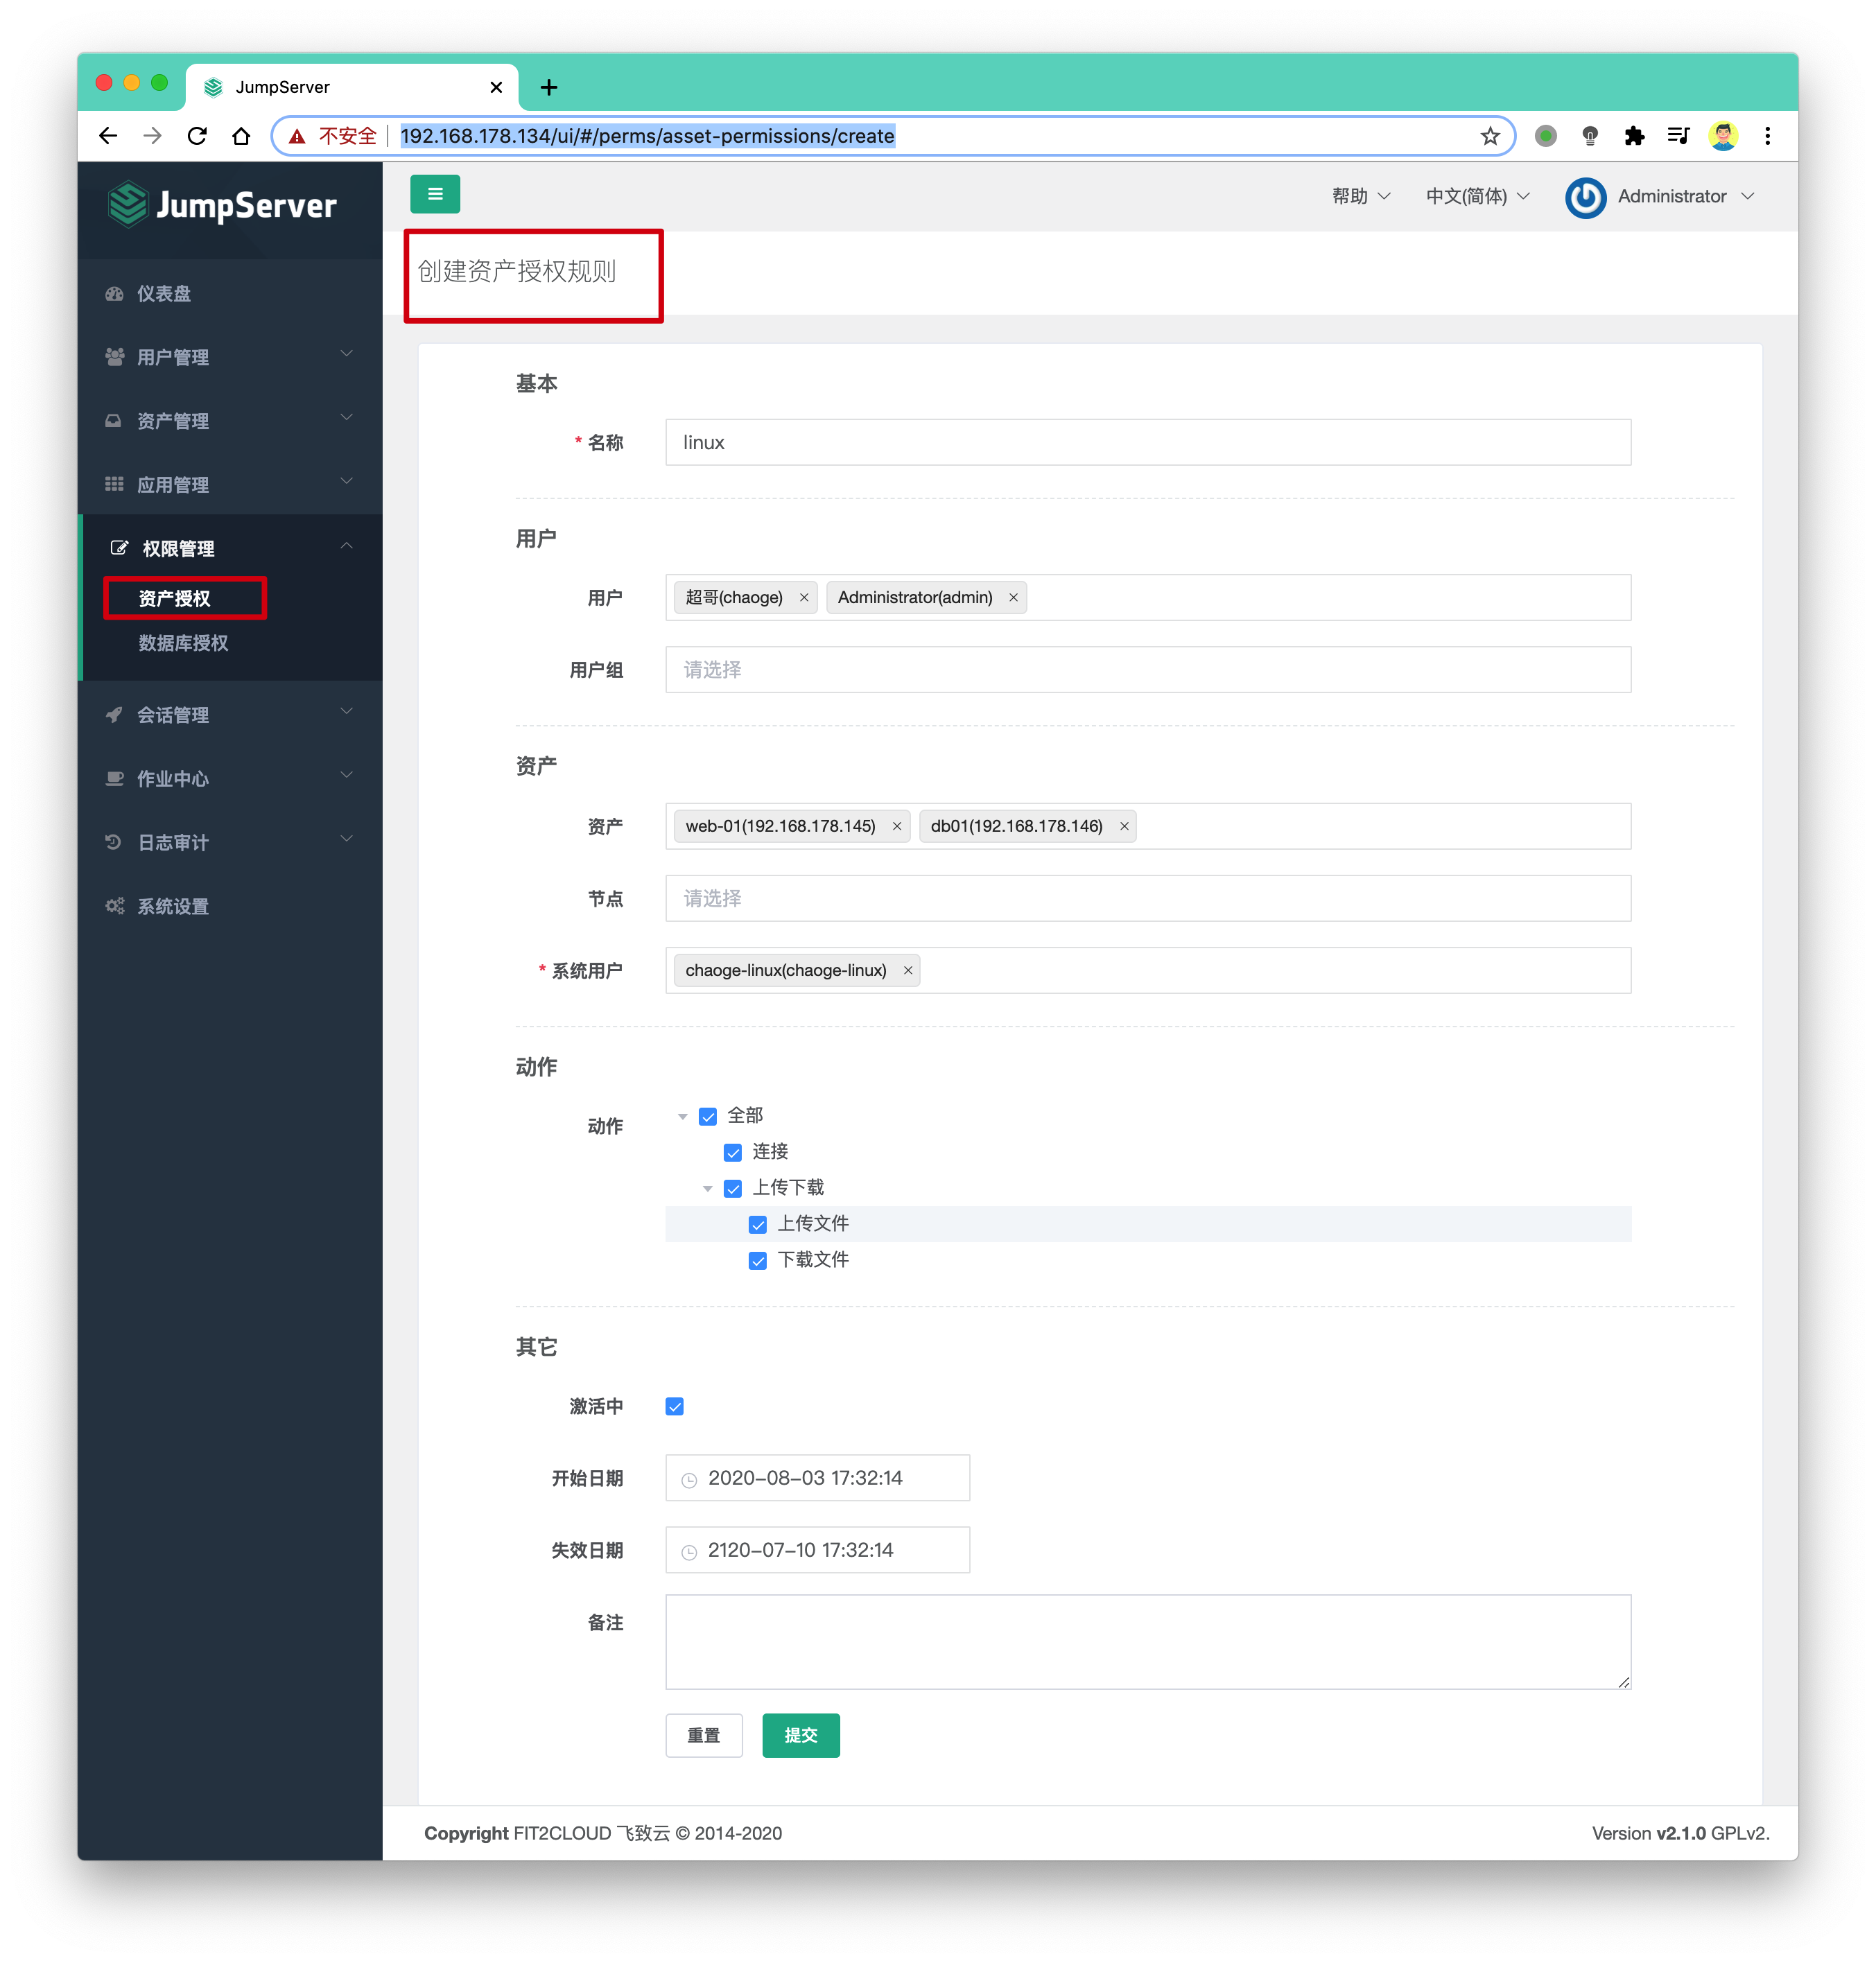 JumpServer
不安全 192.168.178.134/ui/#/perms/asset-permissions/create
JumpServer
帮助 中文(简体) Administrator
仪表盘
用户管理
资产管理
应用管理
权限管理
资产授权
数据库授权
会话管理
作业中心
日志审计
系统设置
创建资产授权规则
基本
* 名称 linux
用户
用户 超哥(chaoge) × Administrator(admin) ×
用户组 请选择
资产
资产 web-01(192.168.178.145) × db01(192.168.178.146) ×
节点 请选择
* 系统用户 chaoge-linux(chaoge-linux) ×
动作
动作 全部
连接
上传下载
上传文件
下载文件
其它
激活中
开始日期 2020-08-03 17:32:14
失效日期 2120-07-10 17:32:14
备注
重置 提交
Copyright FIT2CLOUD 飞致云 © 2014-2020 Version v2.1.0 GPLv2.